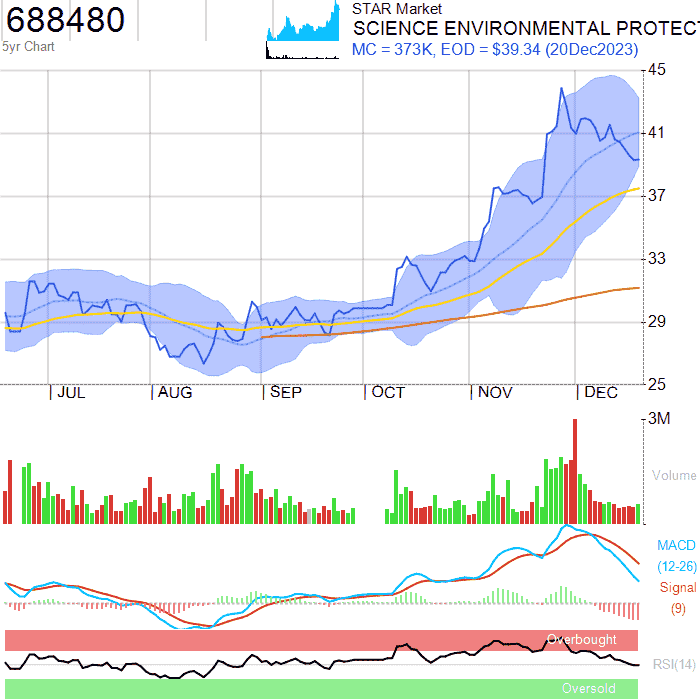 688480
STAR Market
SCIENCE ENVIRONMENTAL PROTEC
5yr Chart
MC = 373K, EOD = $39.34 (20Dec2023)
45
41
37
33
29
25
| JUL | AUG | SEP | OCT | NOV | DEC
3M
Volume
MACD
(12-26)
Signal
(9)
Overbought
RSI(14)
Oversold